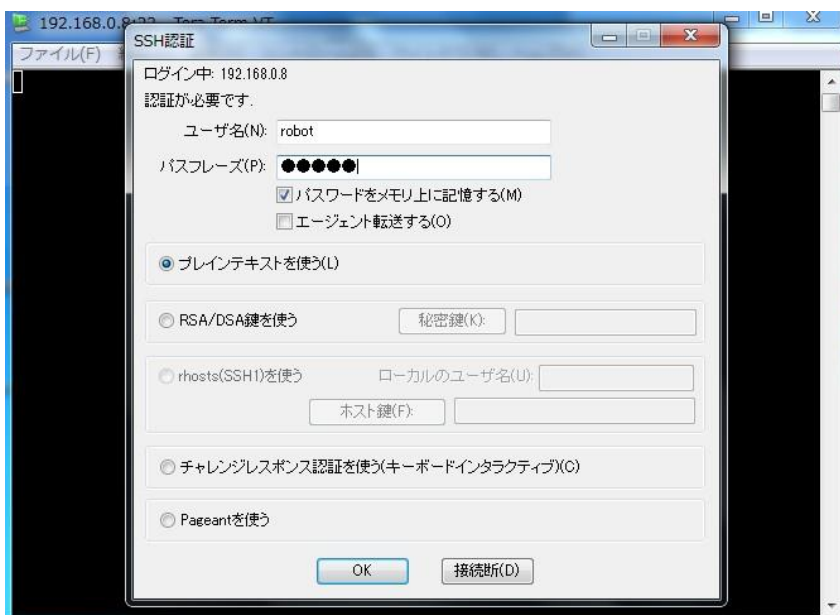 192.168.0.8:22 - Tera Term VT
ファイル(F)
SSH認証
ログイン中: 192.168.0.8
認証が必要です.
ユーザ名(N): robot
パスフレーズ(P): ●●●●●
パスワードをメモリ上に記憶する(M)
エージェント転送する(O)
プレインテキストを使う(L)
RSA/DSA鍵を使う 秘密鍵(K):
rhosts(SSH1)を使う ローカルのユーザ名(U):
ホスト鍵(F):
チャレンジレスポンス認証を使う(キーボードインタラクティブ)(C)
Pageantを使う
OK 接続断(D)